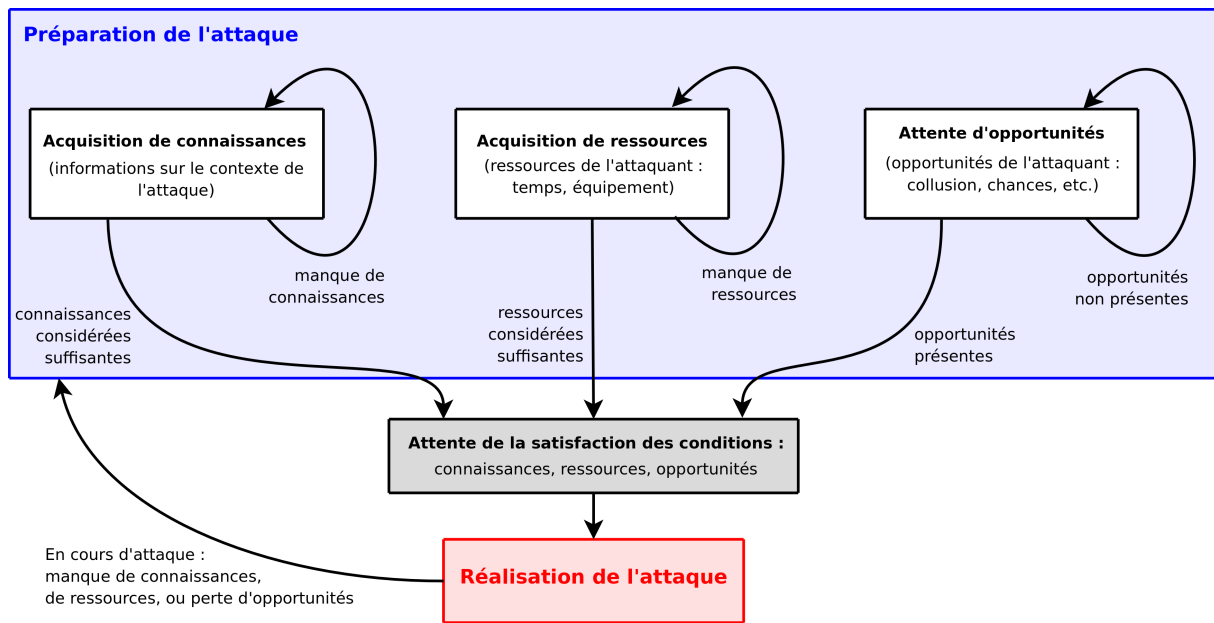 Préparation de l'attaque
Acquisition de connaissances
(informations sur le contexte de
l'attaque)
Acquisition de ressources
(ressources de l'attaquant :
temps, équipement)
Attente d'opportunités
(opportunités de l'attaquant :
collusion, chances, etc.)
manque de
connaissances
manque de
ressources
opportunités
non présentes
connaissances
considérées
suffisantes
ressources
considérées
suffisantes
opportunités
présentes
Attente de la satisfaction des conditions :
connaissances, ressources, opportunités
Réalisation de l'attaque
En cours d'attaque :
manque de connaissances,
de ressources, ou perte d'opportunités